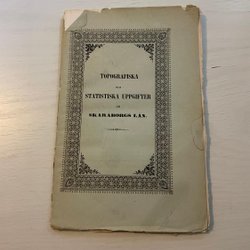 TOPOGRAFISKA
OCH
STATISTISKA UPPGIFTER
OM
SKARABORGS LÄN.